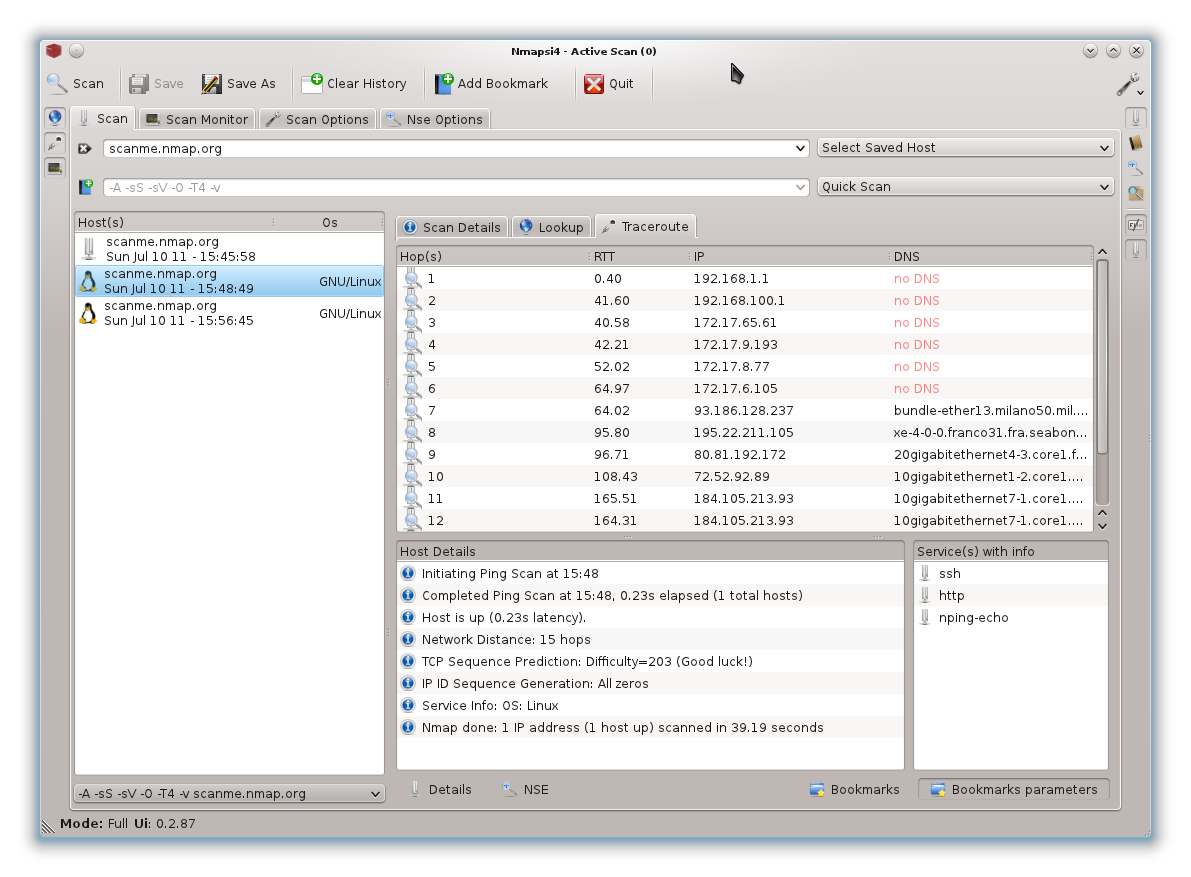 Nmapsi4 - Active Scan (0)
Scan Save Save As Clear History Add Bookmark Quit
Scan Scan Monitor Scan Options Nse Options
scanme.nmap.org Select Saved Host
-A -sS -sV -O -T4 -v Quick Scan
Host(s) Os
scanme.nmap.org
Sun Jul 10 11 - 15:45:58
scanme.nmap.org
Sun Jul 10 11 - 15:48:49 GNU/Linux
scanme.nmap.org
Sun Jul 10 11 - 15:56:45 GNU/Linux
-A -sS -sV -O -T4 -v scanme.nmap.org
Scan Details Lookup Traceroute
Hop(s) RTT IP DNS
1 0.40 192.168.1.1 no DNS
2 41.60 192.168.100.1 no DNS
3 40.58 172.17.65.61 no DNS
4 42.21 172.17.9.193 no DNS
5 52.02 172.17.8.77 no DNS
6 64.97 172.17.6.105 no DNS
7 64.02 93.186.128.237 bundle-ether13.milano50.mil....
8 95.80 195.22.211.105 xe-4-0-0.franco31.fra.seabon...
9 96.71 80.81.192.172 20gigabitethernet4-3.core1.f...
10 108.43 72.52.92.89 10gigabitethernet1-2.core1....
11 165.51 184.105.213.93 10gigabitethernet7-1.core1....
12 164.31 184.105.213.93 10gigabitethernet7-1.core1....
Host Details
Initiating Ping Scan at 15:48
Completed Ping Scan at 15:48, 0.23s elapsed (1 total hosts)
Host is up (0.23s latency).
Network Distance: 15 hops
TCP Sequence Prediction: Difficulty=203 (Good luck!)
IP ID Sequence Generation: All zeros
Service Info: OS: Linux
Nmap done: 1 IP address (1 host up) scanned in 39.19 seconds
Service(s) with info
ssh
http
nping-echo
Details NSE Bookmarks Bookmarks parameters
Mode: Full Ui: 0.2.87